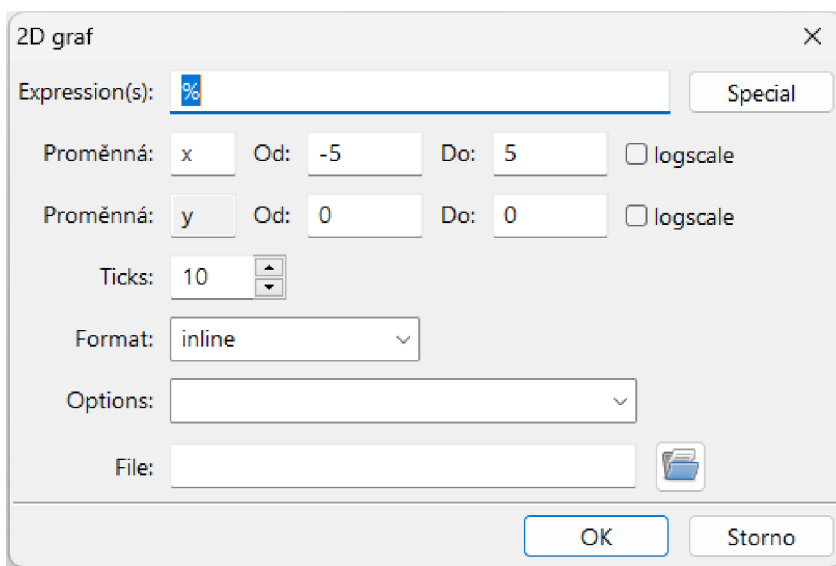 2D graf
Expression(s): % Special
Proměnná: x Od: -5 Do: 5 logscale
Proměnná: y Od: 0 Do: 0 logscale
Ticks: 10
Format: inline
Options:
File:
OK Storno